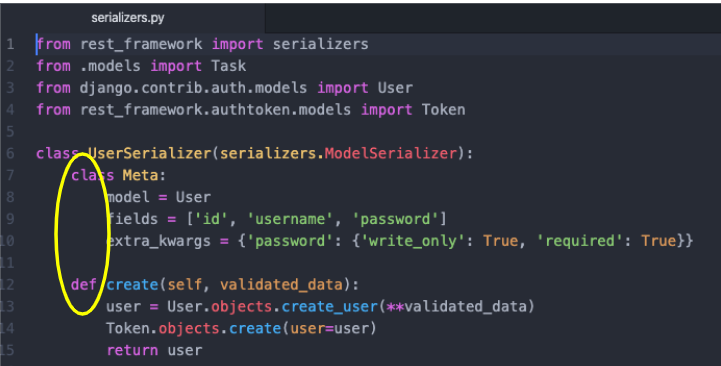 serializers.py
1 from rest_framework import serializers
2 from .models import Task
3 from django.contrib.auth.models import User
4 from rest_framework.authtoken.models import Token
5
6 class UserSerializer(serializers.ModelSerializer):
7     class Meta:
8         model = User
9         fields = ['id', 'username', 'password']
10         extra_kwargs = {'password': {'write_only': True, 'required': True}}
11
12     def create(self, validated_data):
13         user = User.objects.create_user(**validated_data)
14         Token.objects.create(user=user)
15         return user